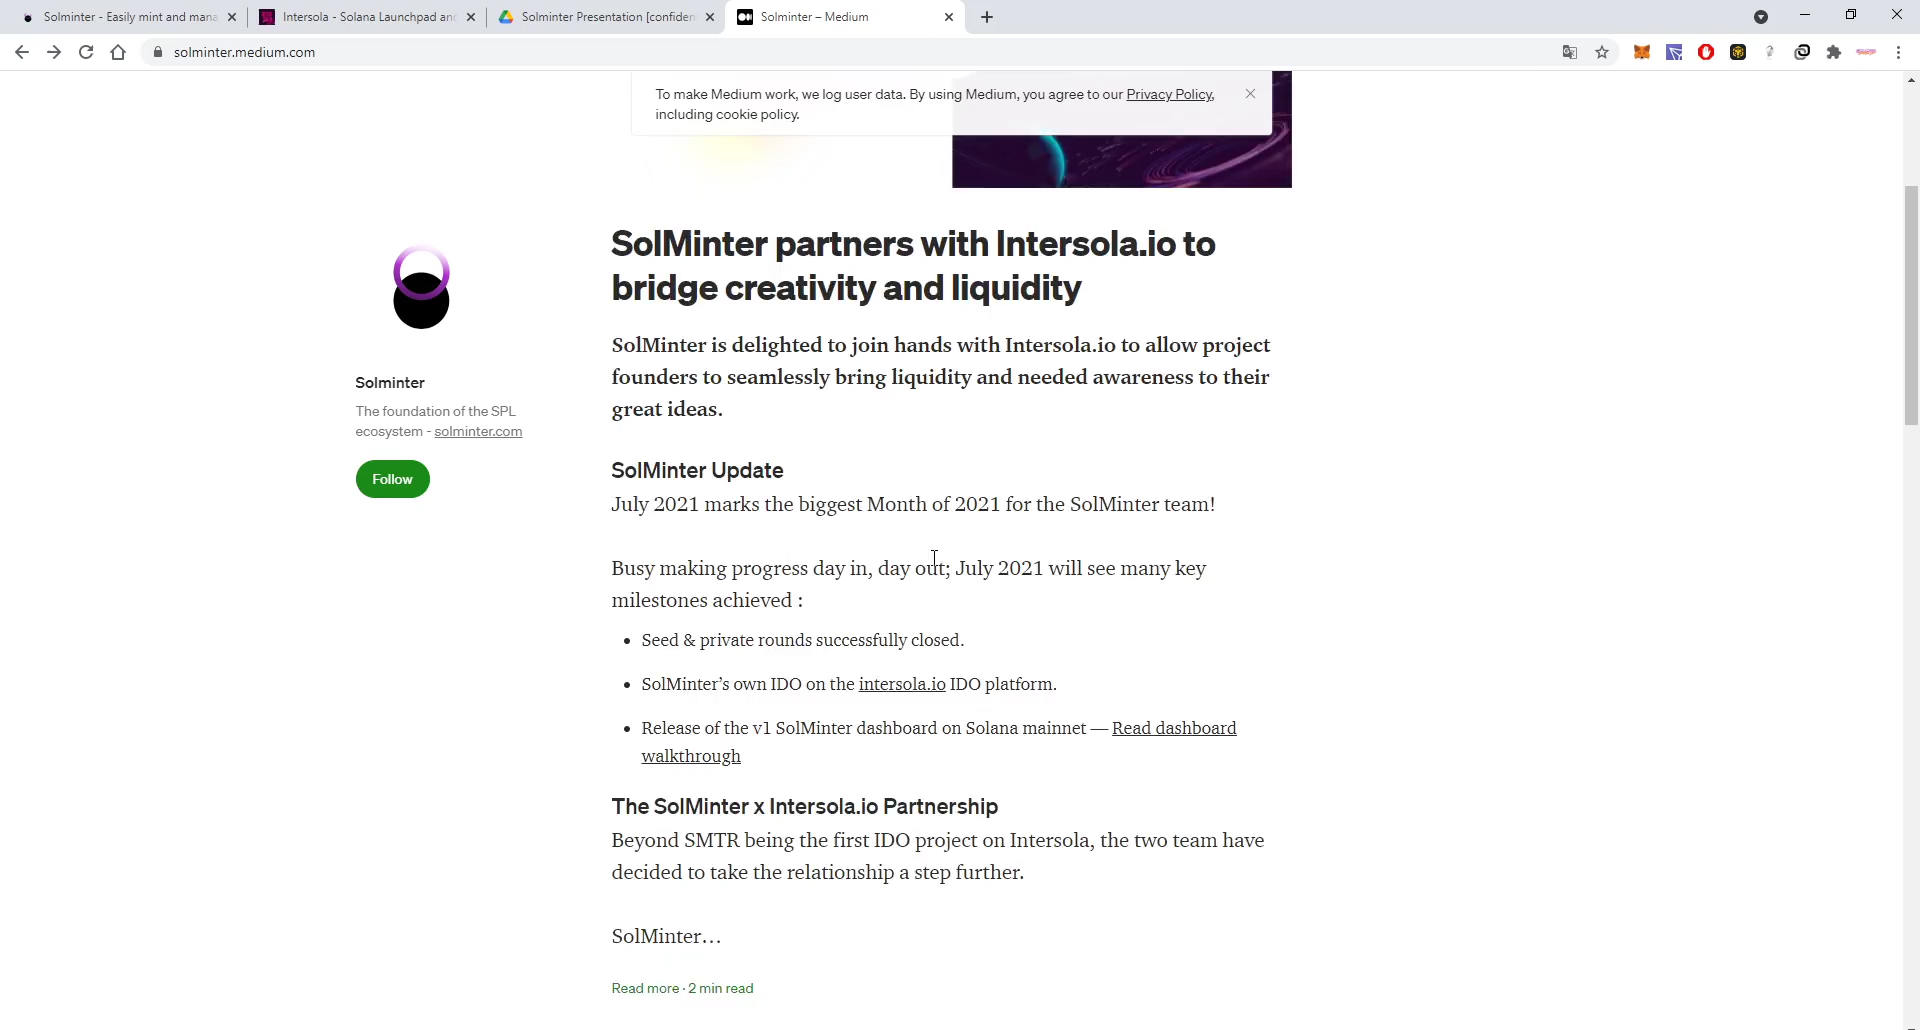 Solminter - Easily mint and mana
Intersola - Solana Launchpad and
Solminter Presentation [confiden
Solminter – Medium
solminter.medium.com
To make Medium work, we log user data. By using Medium, you agree to our Privacy Policy,
including cookie policy.
SolMinter partners with Intersola.io to
bridge creativity and liquidity
SolMinter is delighted to join hands with Intersola.io to allow project
founders to seamlessly bring liquidity and needed awareness to their
great ideas.
Solminter
The foundation of the SPL
ecosystem - solminter.com
Follow
SolMinter Update
July 2021 marks the biggest Month of 2021 for the SolMinter team!
Busy making progress day in, day out; July 2021 will see many key
milestones achieved :
• Seed & private rounds successfully closed.
• SolMinter’s own IDO on the intersola.io IDO platform.
• Release of the v1 SolMinter dashboard on Solana mainnet — Read dashboard
walkthrough
The SolMinter x Intersola.io Partnership
Beyond SMTR being the first IDO project on Intersola, the two team have
decided to take the relationship a step further.
SolMinter…
Read more · 2 min read